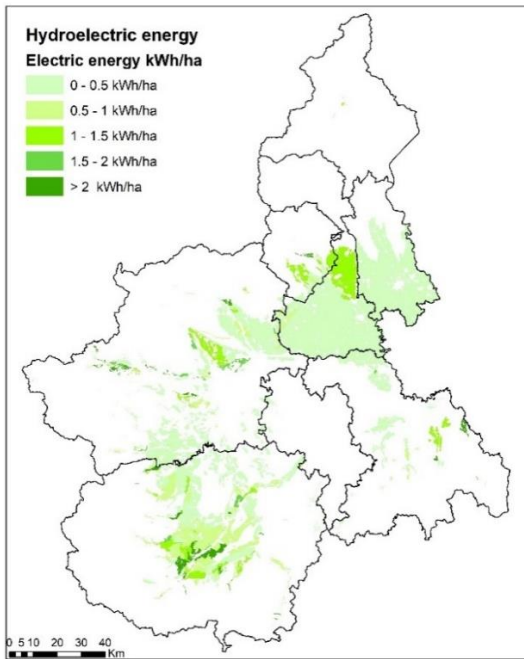 Hydroelectric energy
Electric energy kWh/ha
0 - 0.5 kWh/ha
0.5 - 1 kWh/ha
1 - 1.5 kWh/ha
1.5 - 2 kWh/ha
> 2 kWh/ha
0 5 10 20 30 40
Km